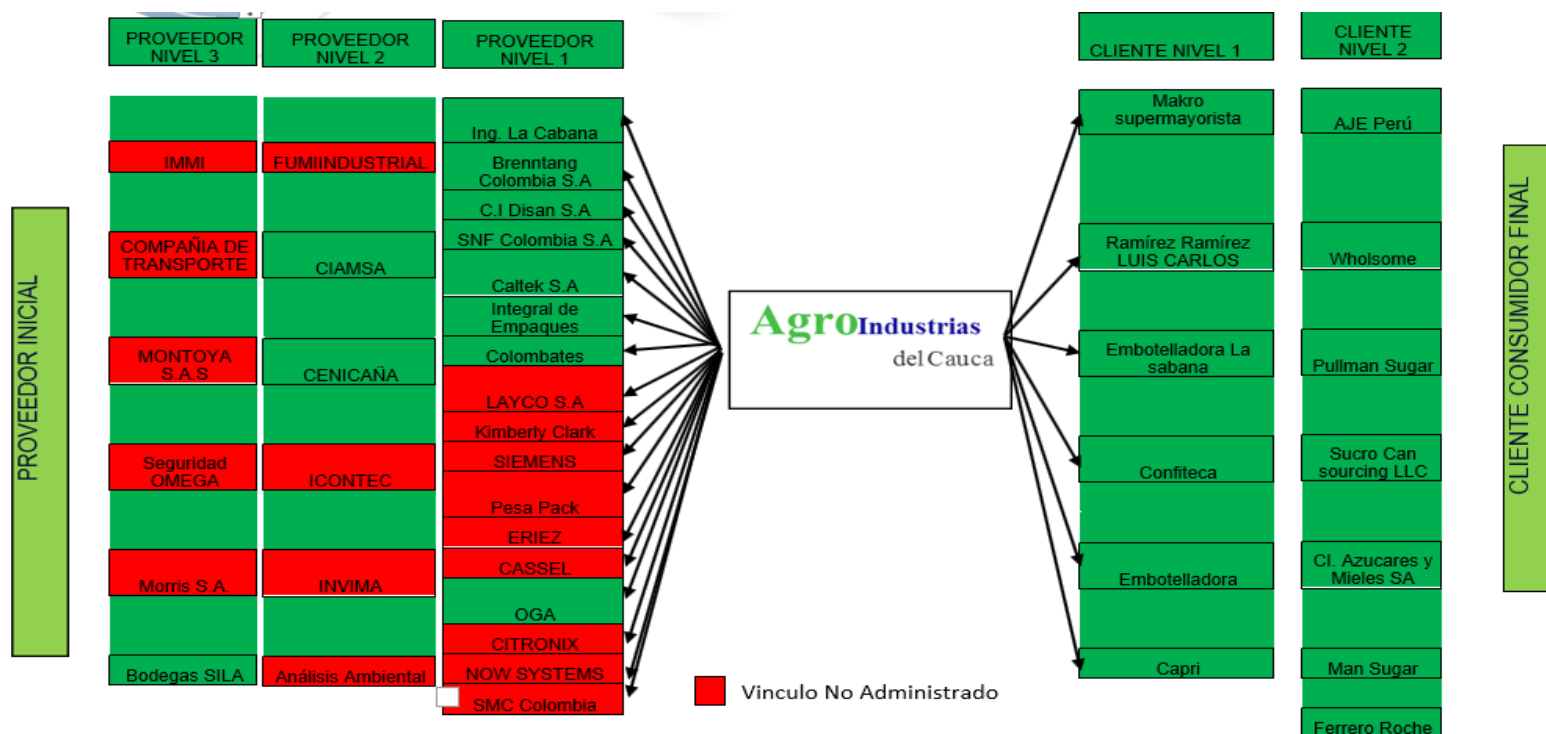 PROVEEDOR INICIAL
PROVEEDOR
NIVEL 3
IMMI
COMPAÑIA DE
TRANSPORTE
MONTOYA
S.A.S
Seguridad
OMEGA
Morris S.A.
Bodegas SILA
PROVEEDOR
NIVEL 2
FUMIINDUSTRIAL
CIAMSA
CENICAÑA
ICONTEC
INVIMA
Análisis Ambiental
PROVEEDOR
NIVEL 1
Ing. La Cabana
Brenntang
Colombia S.A
C.I Disan S.A
SNF Colombia S.A
Caltek S.A
Integral de
Empaques
Colombates
LAYCO S.A
Kimberly Clark
SIEMENS
Pesa Pack
ERIEZ
CASSEL
OGA
CITRONIX
NOW SYSTEMS
SMC Colombia
AgroIndustrias
del Cauca
Vinculo No Administrado
CLIENTE NIVEL 1
Makro
supermayorista
Ramírez Ramírez
LUIS CARLOS
Embotelladora La
sabana
Confiteca
Embotelladora
Capri
CLIENTE
NIVEL 2
AJE Perú
Wholsome
Pullman Sugar
Sucro Can
sourcing LLC
CI. Azucares y
Mieles SA
Man Sugar
Ferrero Roche
CLIENTE CONSUMIDOR FINAL